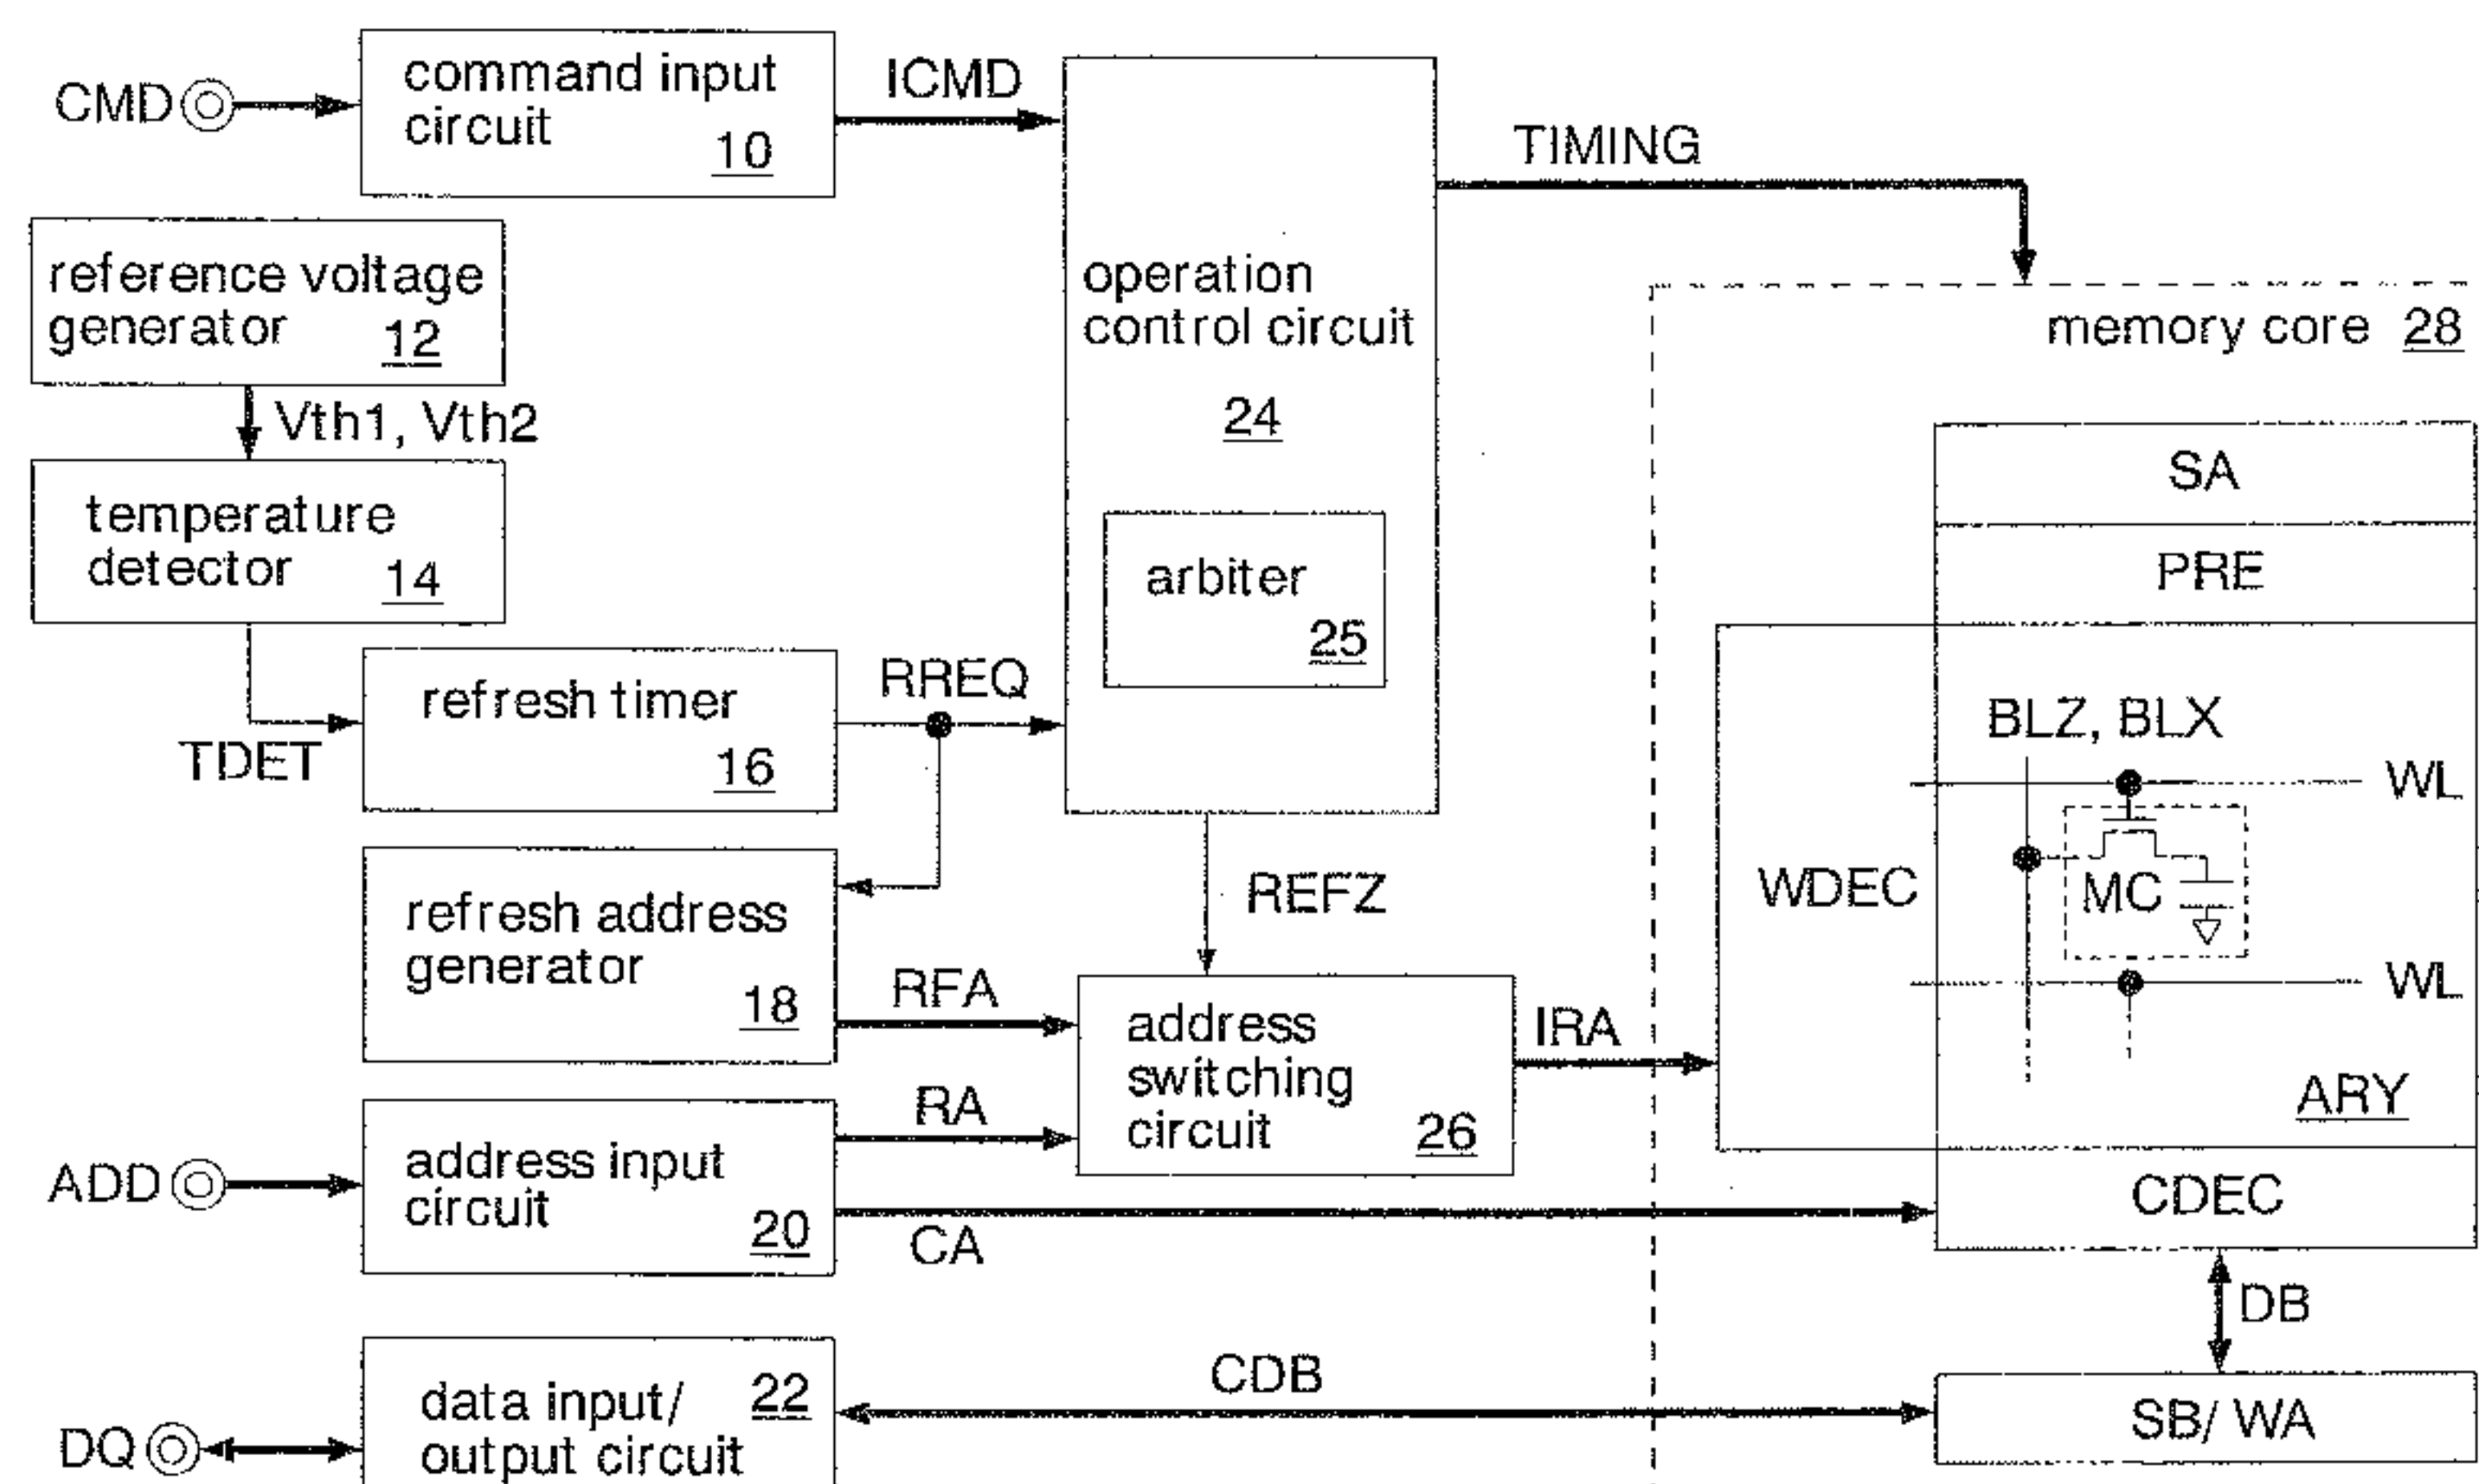 CMD
command input
circuit
10
ICMD
TIMING
reference voltage
generator
12
Vth1, Vth2
temperature
detector
14
TDET
refresh timer
16
RREQ
operation
control circuit
24
arbiter
25
memory core 28
SA
PRE
WDEC
BLZ, BLX
WL
MC
WL
ARY
CDEC
refresh address
generator
18
REFZ
RFA
RA
address
switching
circuit
26
IRA
ADD
address input
circuit
20
CA
DB
DQ
data input/
output circuit
22
CDB
SB/ WA